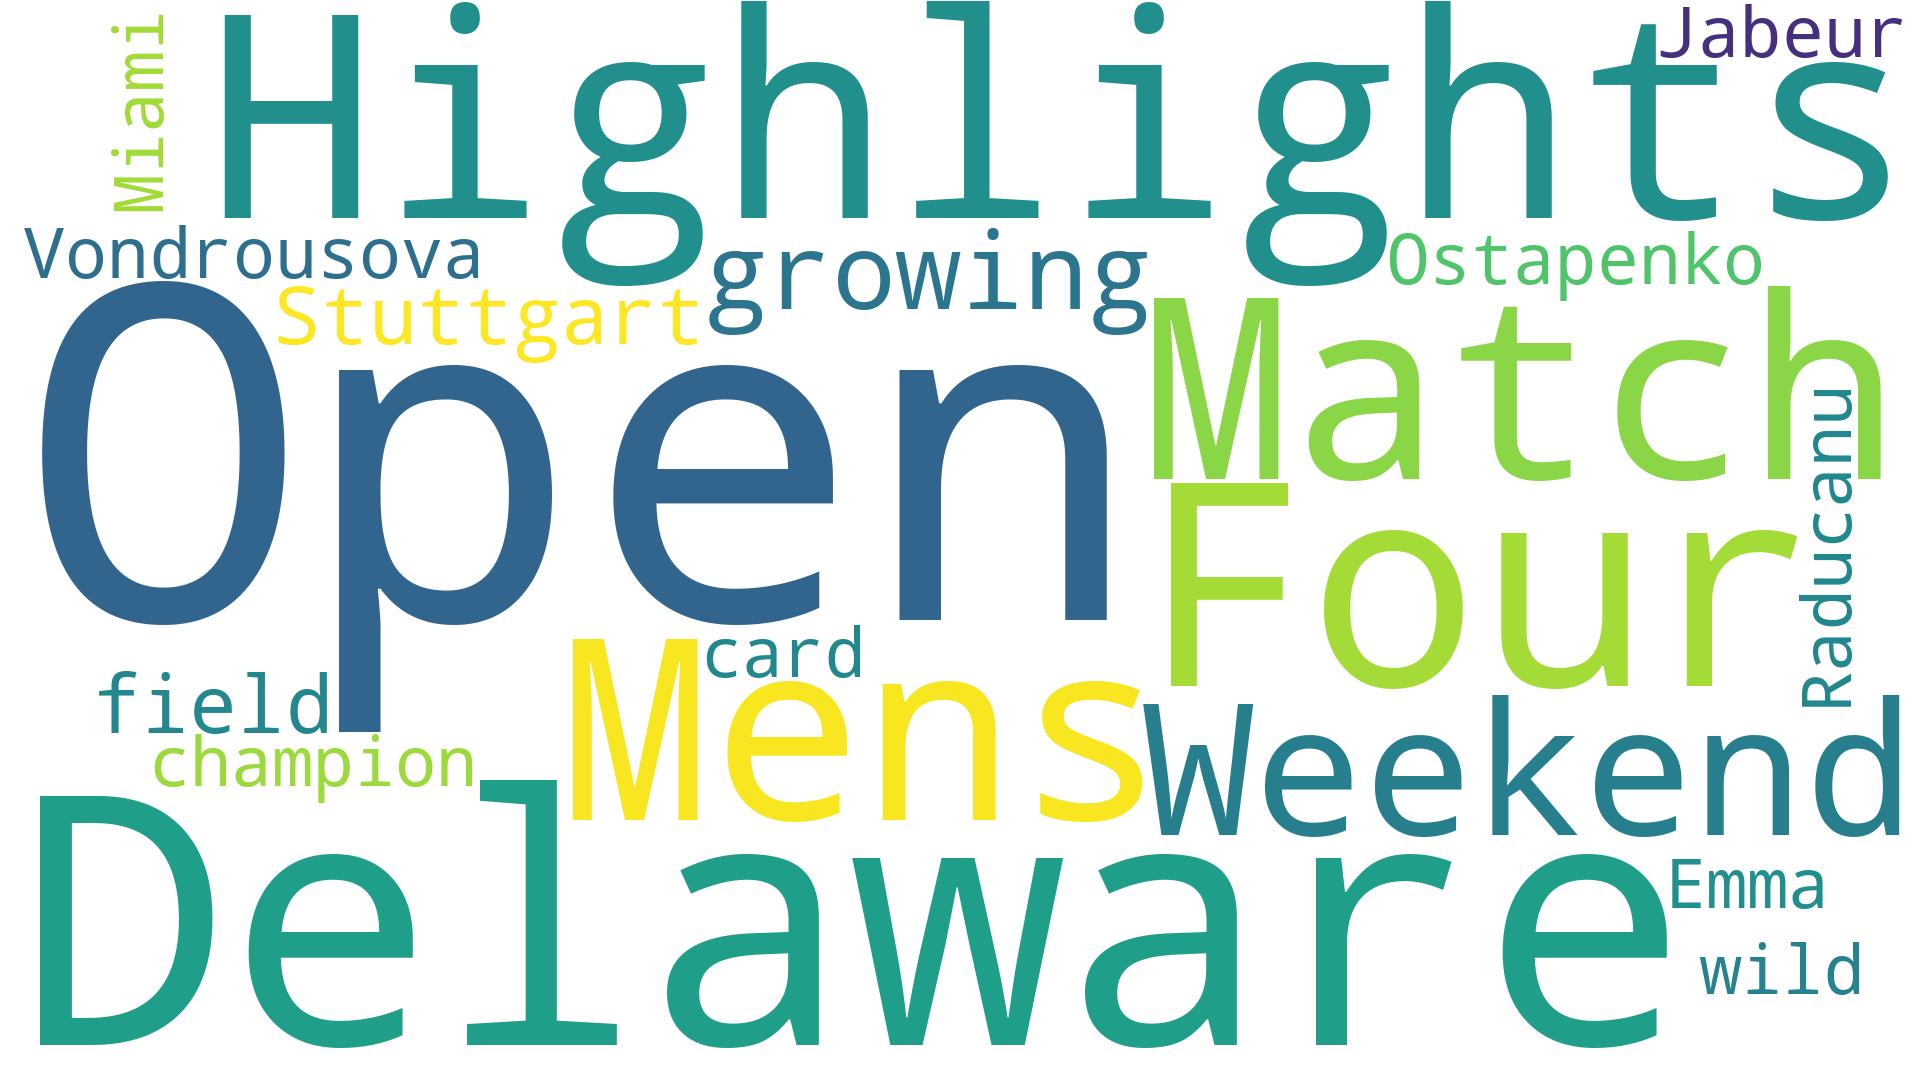 Miami
Highlights
Jabeur
Vondrousova
growing
Ostapenko
Stuttgart
Open
Match
Four
Raducanu
card
field
Mens
Weekend
champion
Delaware
Emma
wild